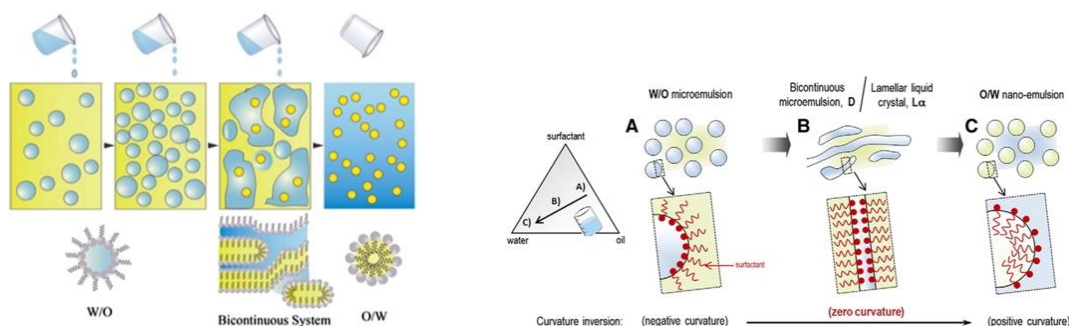 W/O
Bicontinuous System
O/W
W/O microemulsion
Bicontinuous
microemulsion, D
Lamellar liquid
crystal, Lα
O/W nano-emulsion
A
B
C
surfactant
A)
B)
C)
water
oil
surfactant
Curvature inversion:
(negative curvature)
(zero curvature)
(positive curvature)